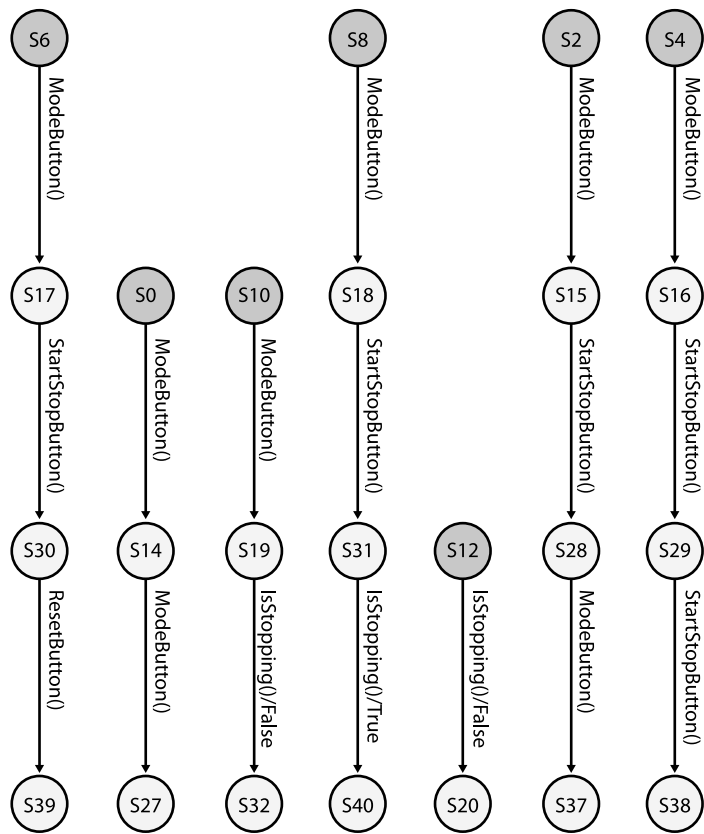 S6
S8
S2
S4
ModeButton()
ModeButton()
ModeButton()
ModeButton()
S17
S0
S10
S18
S15
S16
StartStopButton()
ModeButton()
ModeButton()
StartStopButton()
StartStopButton()
StartStopButton()
S30
S14
S19
S31
S12
S28
S29
ResetButton()
ModeButton()
IsStopping()/False
IsStopping()/True
IsStopping()/False
ModeButton()
StartStopButton()
S39
S27
S32
S40
S20
S37
S38